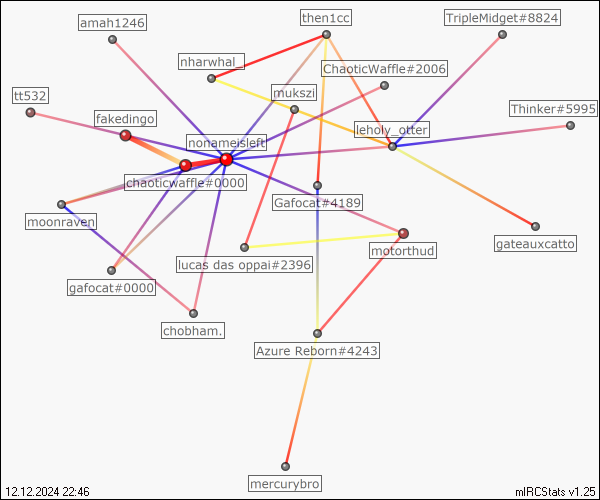 amah1246
then1cc
TripleMidget#8824
nharwhal_
ChaoticWaffle#2006
mukszi
tt532
Thinker#5995
fakedingo
leholy_otter
nonameisleft
chaoticwaffle#0000
Gafocat#4189
moonraven
motorthud
gateauxcatto
lucas das oppai#2396
gafocat#0000
chobham.
Azure Reborn#4243
mercurybro
12.12.2024 22:46
mIRCStats v1.25